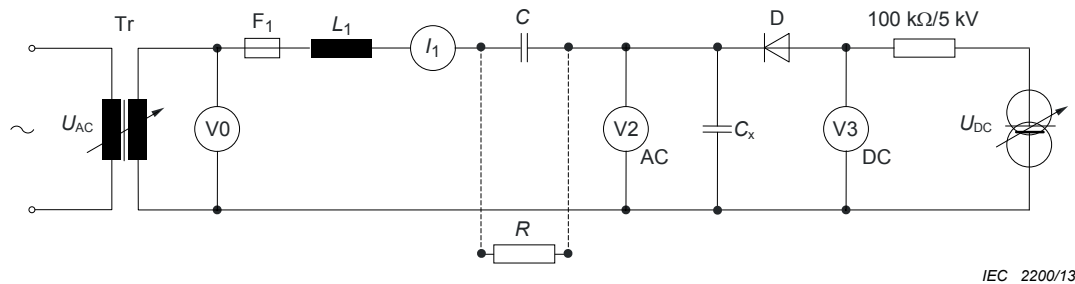 Tr
F1
L1
I1
C
D
100 kΩ/5 kV
UAC
V0
V2
AC
Cx
V3
DC
UDC
~
R
IEC 2200/13